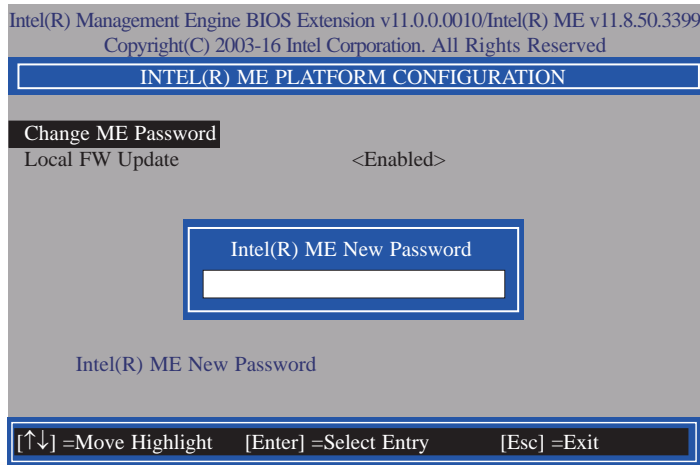 Intel(R) Management Engine BIOS Extension v11.0.0.0010/Intel(R) ME v11.8.50.3399
Copyright(C) 2003-16 Intel Corporation. All Rights Reserved
INTEL(R) ME PLATFORM CONFIGURATION
Change ME Password
Local FW Update <Enabled>
Intel(R) ME New Password
Intel(R) ME New Password
[↑↓] =Move Highlight [Enter] =Select Entry [Esc] =Exit